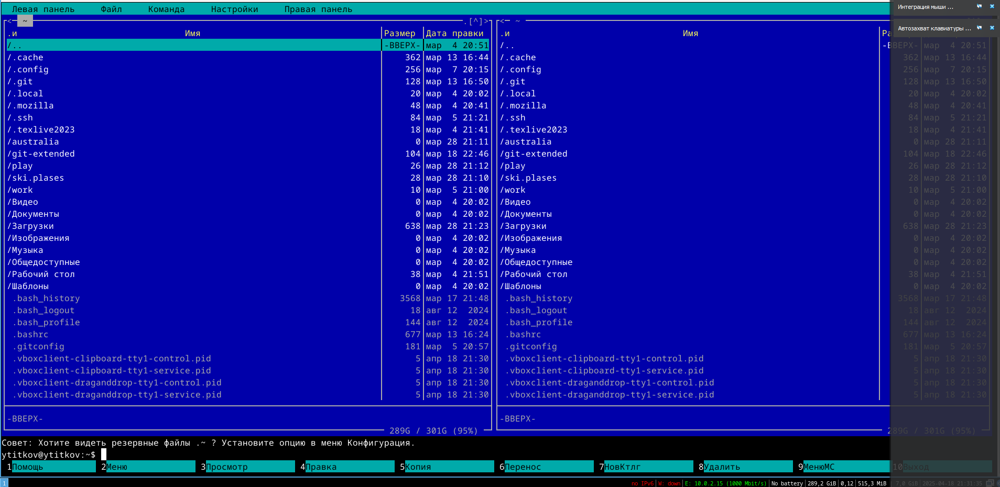 Левая панель Файл Команда Настройки Правая панель
Интеграция мыши ...
Автозахват клавиатуры ...
<─ ~ .[^]> <─ ~
.и Имя Размер Дата правки .и Имя Ра
/.. -ВВЕРХ- мар 4 20:51 /.. -ВВЕРХ- мар 4 20:51
/.cache 362 мар 13 16:44 /.cache 362 мар 13 16:44
/.config 256 мар 7 20:15 /.config 256 мар 7 20:15
/.git 128 мар 13 16:50 /.git 128 мар 13 16:50
/.local 20 мар 4 20:02 /.local 20 мар 4 20:02
/.mozilla 48 мар 4 20:41 /.mozilla 48 мар 4 20:41
/.ssh 84 мар 5 21:21 /.ssh 84 мар 5 21:21
/.texlive2023 18 мар 4 21:41 /.texlive2023 18 мар 4 21:41
/australia 0 мар 28 21:11 /australia 0 мар 28 21:11
/git-extended 104 мар 18 22:46 /git-extended 104 мар 18 22:46
/play 26 мар 28 21:12 /play 26 мар 28 21:12
/ski.plases 28 мар 28 21:10 /ski.plases 28 мар 28 21:10
/work 10 мар 5 21:00 /work 10 мар 5 21:00
/Видео 0 мар 4 20:02 /Видео 0 мар 4 20:02
/Документы 0 мар 4 20:02 /Документы 0 мар 4 20:02
/Загрузки 638 мар 28 21:23 /Загрузки 638 мар 28 21:23
/Изображения 0 мар 4 20:02 /Изображения 0 мар 4 20:02
/Музыка 0 мар 4 20:02 /Музыка 0 мар 4 20:02
/Общедоступные 0 мар 4 20:02 /Общедоступные 0 мар 4 20:02
/Рабочий стол 38 мар 4 21:51 /Рабочий стол 38 мар 4 21:51
/Шаблоны 0 мар 4 20:02 /Шаблоны 0 мар 4 20:02
.bash_history 3568 мар 17 21:48 .bash_history 3568 мар 17 21:48
.bash_logout 18 авг 12 2024 .bash_logout 18 авг 12 2024
.bash_profile 144 авг 12 2024 .bash_profile 144 авг 12 2024
.bashrc 677 мар 13 16:24 .bashrc 677 мар 13 16:24
.gitconfig 181 мар 5 20:57 .gitconfig 181 мар 5 20:57
.vboxclient-clipboard-tty1-control.pid 5 апр 18 21:30 .vboxclient-clipboard-tty1-control.pid 5 апр 18 21:30
.vboxclient-clipboard-tty1-service.pid 5 апр 18 21:30 .vboxclient-clipboard-tty1-service.pid 5 апр 18 21:30
.vboxclient-draganddrop-tty1-control.pid 5 апр 18 21:30 .vboxclient-draganddrop-tty1-control.pid 5 апр 18 21:30
.vboxclient-draganddrop-tty1-service.pid 5 апр 18 21:30 .vboxclient-draganddrop-tty1-service.pid 5 апр 18 21:30
-ВВЕРХ- -ВВЕРХ-
289G / 301G (95%) 289G / 301G (95%)
Совет: Хотите видеть резервные файлы .~ ? Установите опцию в меню Конфигурация.
ytitkov@ytitkov:~$
1Помощь 2Меню 3Просмотр 4Правка 5Копия 6Перенос 7НовКтлг 8Удалить 9МенюMC 10Выход
1 no IPv6 | W: down | E: 10.0.2.15 (1000 Mbit/s) | No battery | 289,2 GiB | 0,12 | 515,3 MiB | 7,0 GiB | 2025-04-18 21:31:35